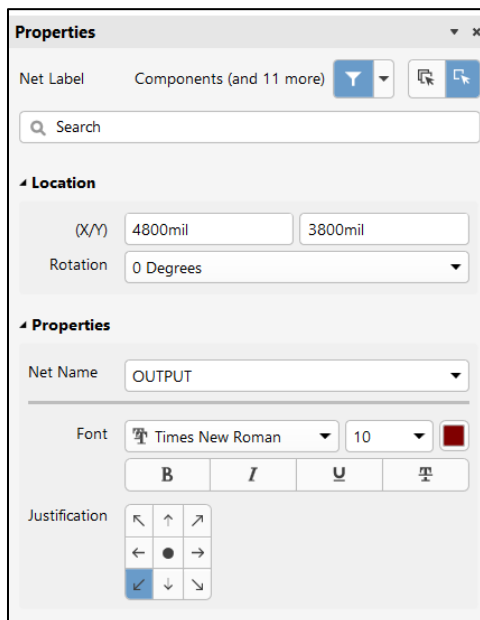 Properties
Net Label Components (and 11 more)
Search
Location
(X/Y) 4800mil 3800mil
Rotation 0 Degrees
Properties
Net Name OUTPUT
Font Times New Roman 10
B I U T
Justification